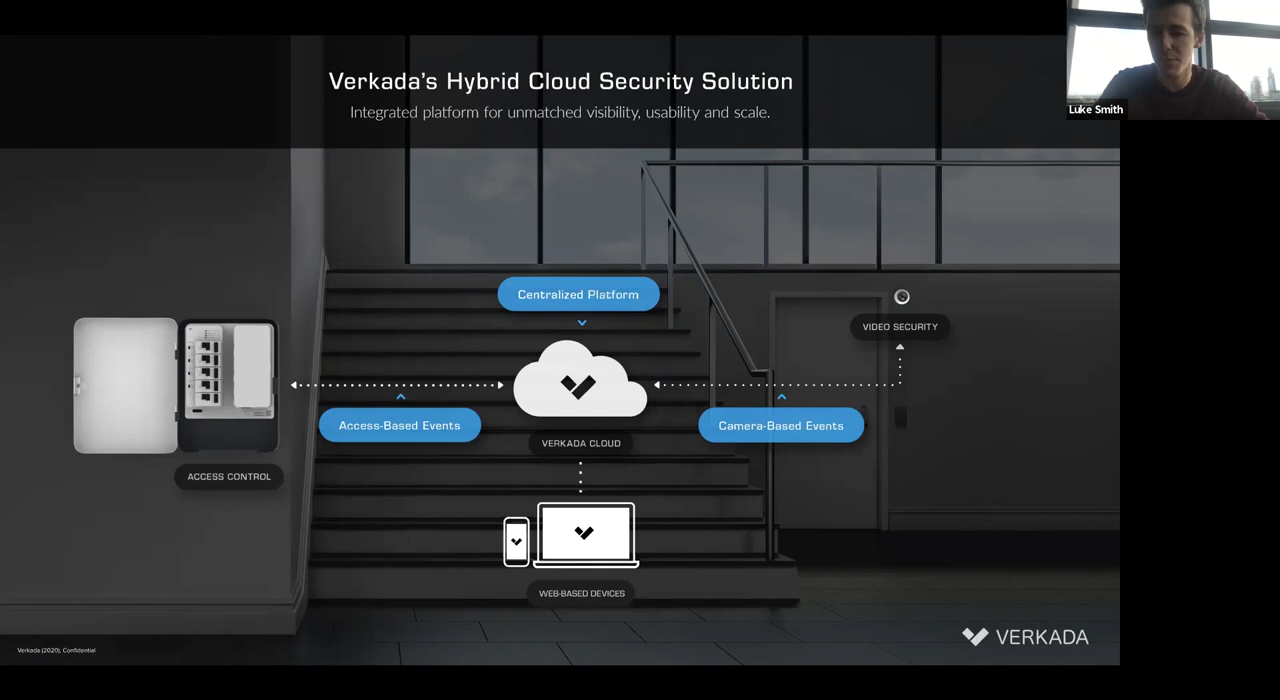 Verkada's Hybrid Cloud Security Solution
Integrated platform for unmatched visibility, usability and scale.
Luke Smith
Centralized Platform
VIDEO SECURITY
Access-Based Events
Camera-Based Events
VERKADA CLOUD
ACCESS CONTROL
WEB-BASED DEVICES
VERKADA
Verkada (2020), Confidential